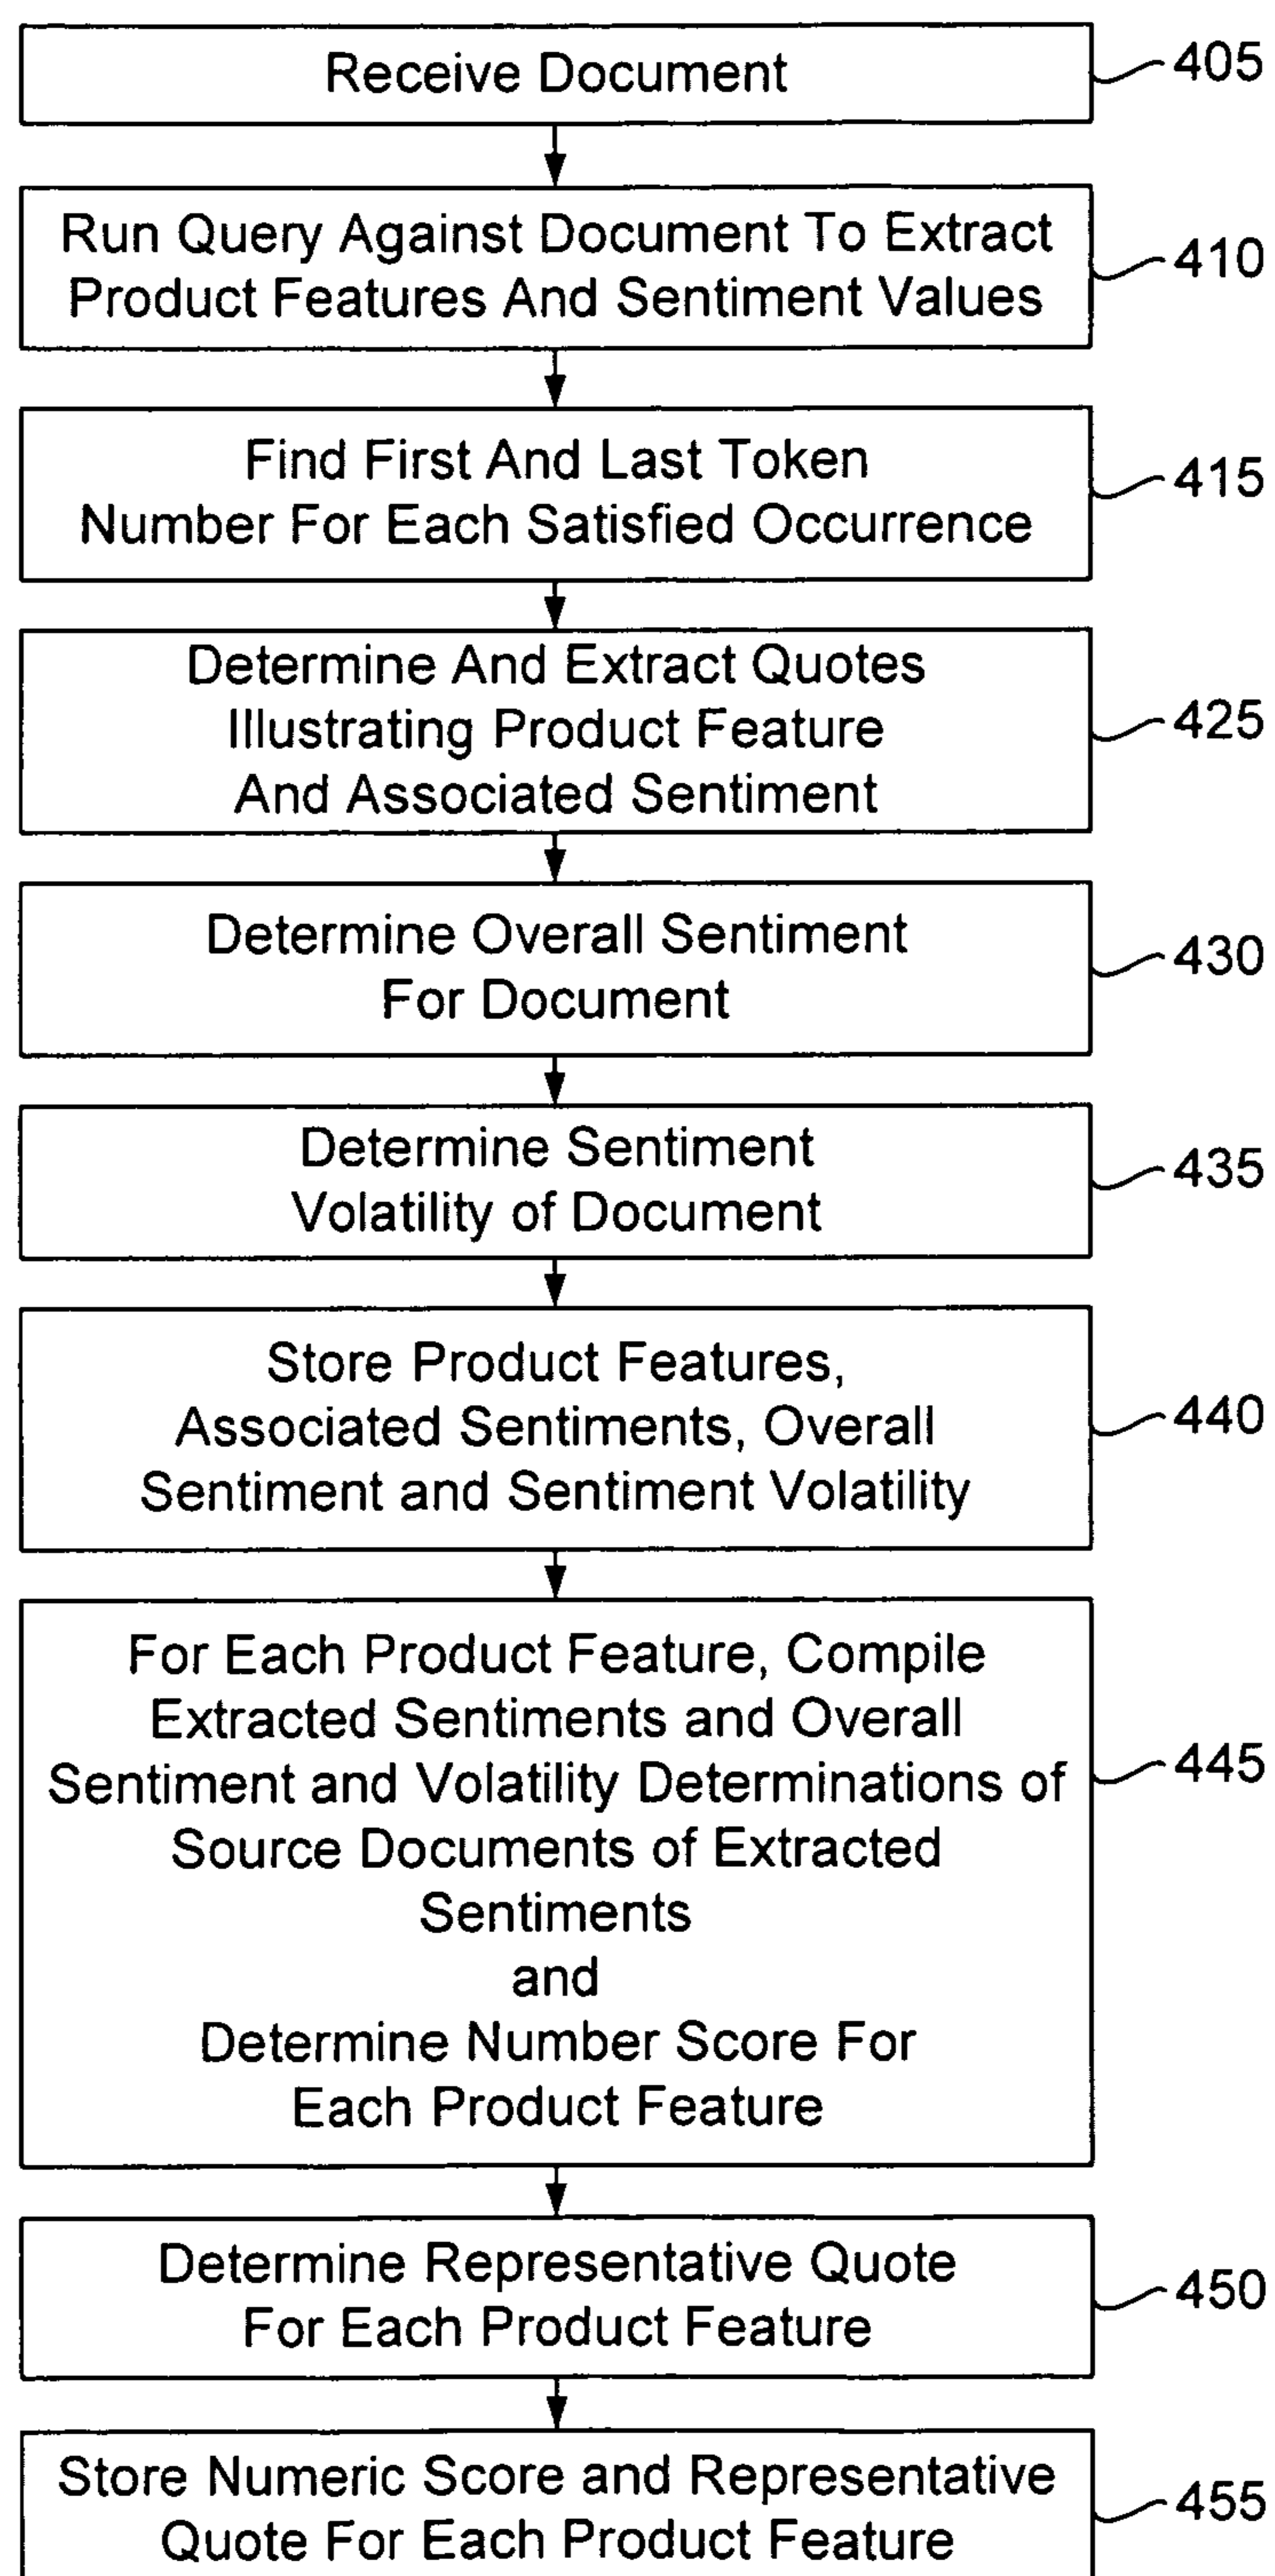 Receive Document
405
Run Query Against Document To Extract
Product Features And Sentiment Values
410
Find First And Last Token
Number For Each Satisfied Occurrence
415
Determine And Extract Quotes
Illustrating Product Feature
And Associated Sentiment
425
Determine Overall Sentiment
For Document
430
Determine Sentiment
Volatility of Document
435
Store Product Features,
Associated Sentiments, Overall
Sentiment and Sentiment Volatility
440
For Each Product Feature, Compile
Extracted Sentiments and Overall
Sentiment and Volatility Determinations of
Source Documents of Extracted
Sentiments
and
Determine Number Score For
Each Product Feature
445
Determine Representative Quote
For Each Product Feature
450
Store Numeric Score and Representative
Quote For Each Product Feature
455